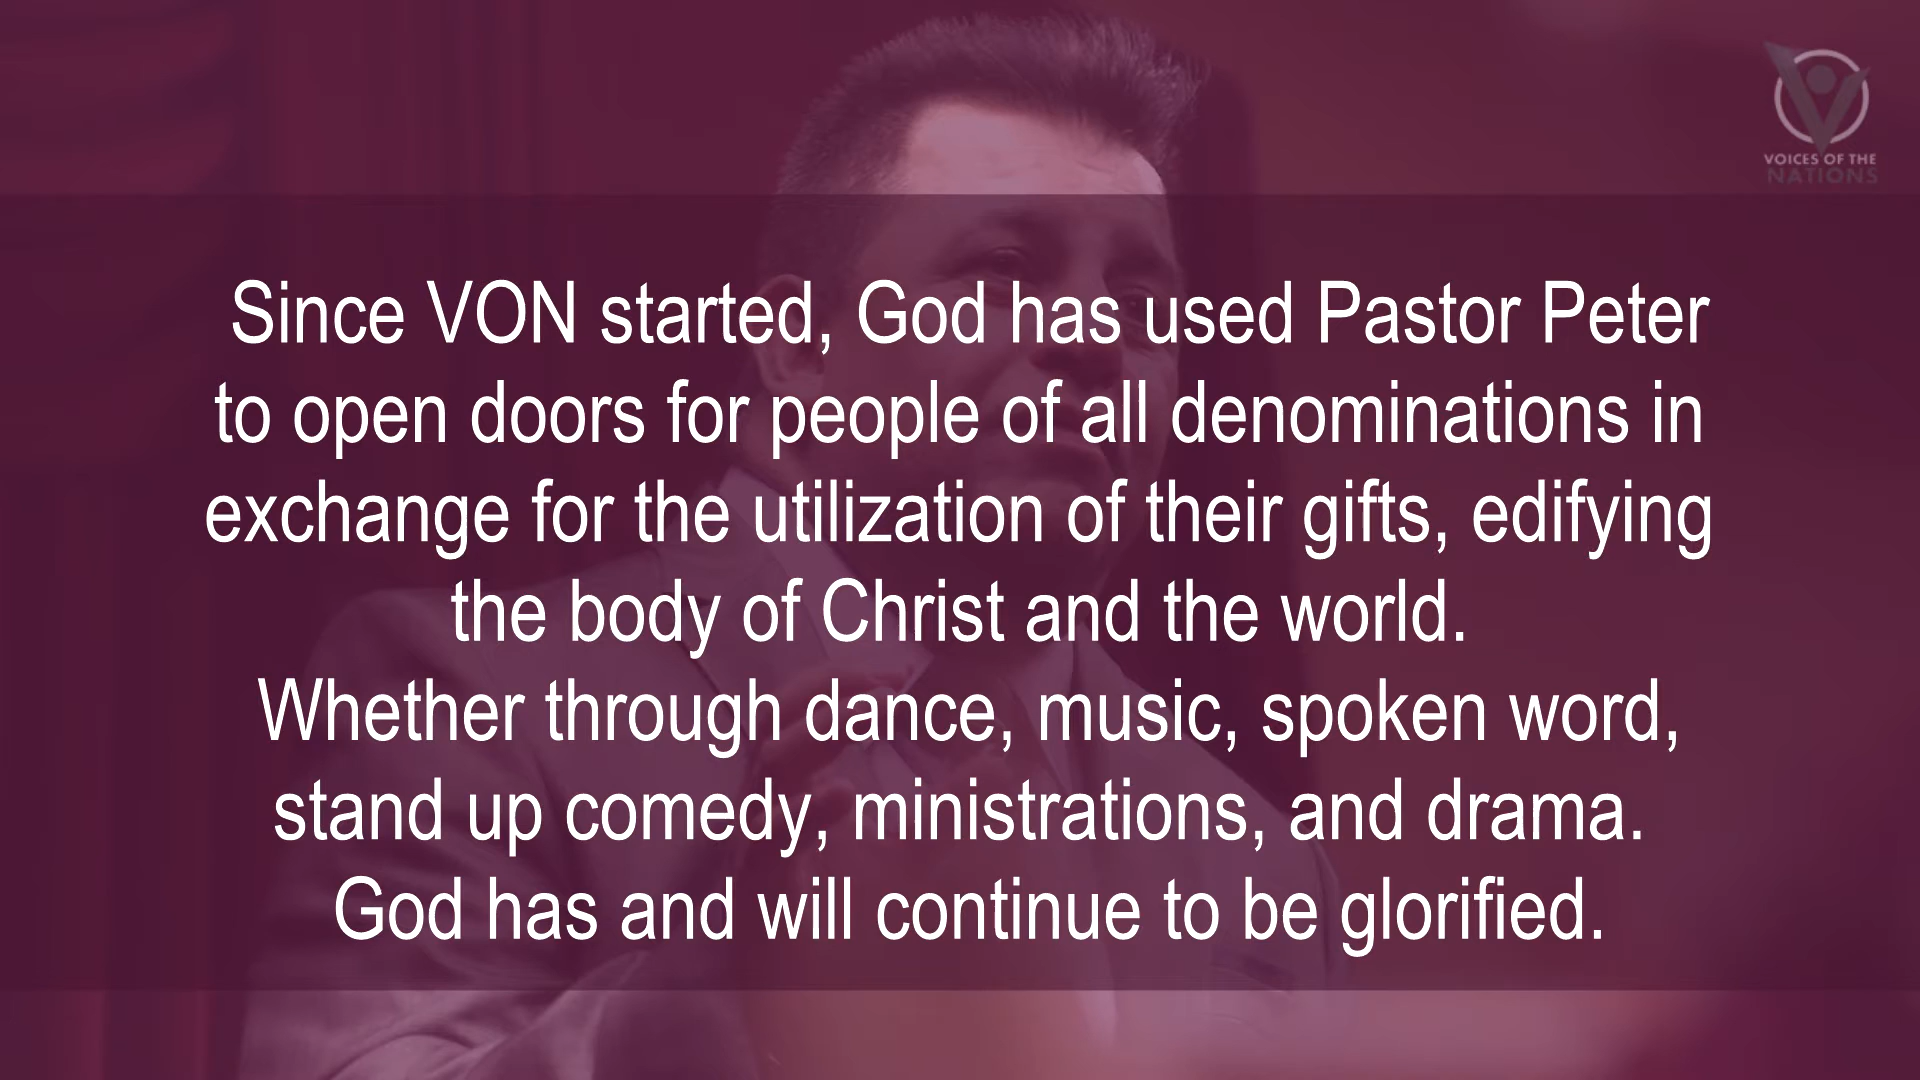 VOICES OF THE
NATIONS
Since VON started, God has used Pastor Peter
to open doors for people of all denominations in
exchange for the utilization of their gifts, edifying
the body of Christ and the world.
Whether through dance, music, spoken word,
stand up comedy, ministrations, and drama.
God has and will continue to be glorified.